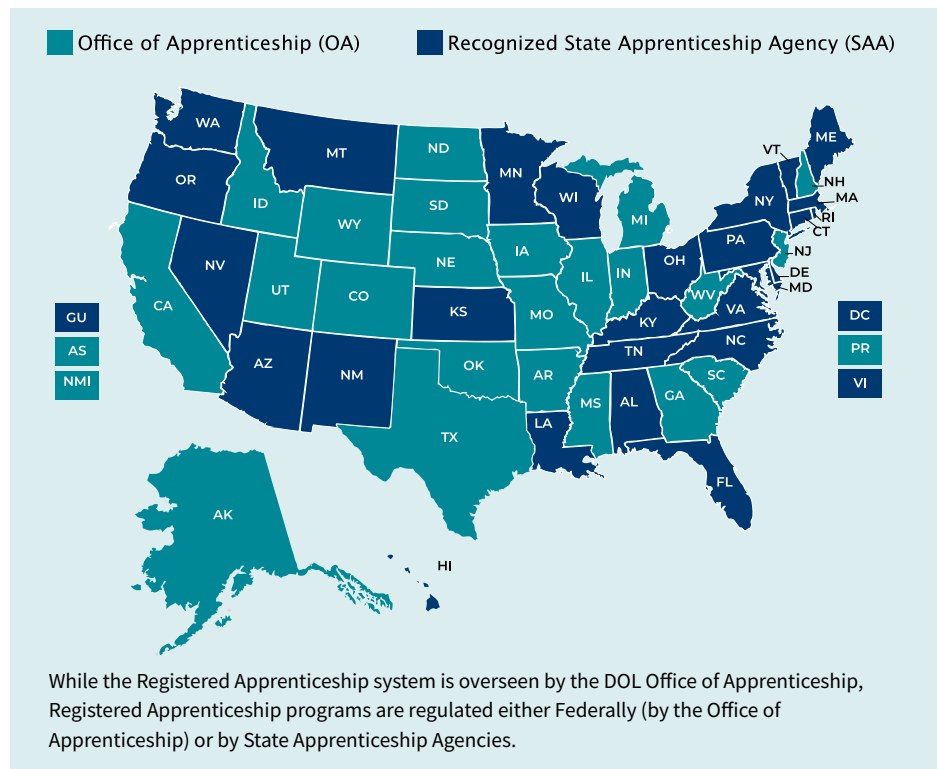 Office of Apprenticeship (OA)
Recognized State Apprenticeship Agency (SAA)
WA
MT
ND
MN
OR
ID
SD
WI
WY
MI
VT
ME
NH
NY
MA
RI
CT
NV
UT
CO
NE
IA
IL
IN
OH
PA
NJ
DE
MD
CA
KS
MO
WV
VA
KY
GU
AS
NMI
AZ
NM
OK
AR
TN
NC
SC
DC
PR
VI
TX
LA
MS
AL
GA
FL
AK
HI
While the Registered Apprenticeship system is overseen by the DOL Office of Apprenticeship,
Registered Apprenticeship programs are regulated either Federally (by the Office of
Apprenticeship) or by State Apprenticeship Agencies.